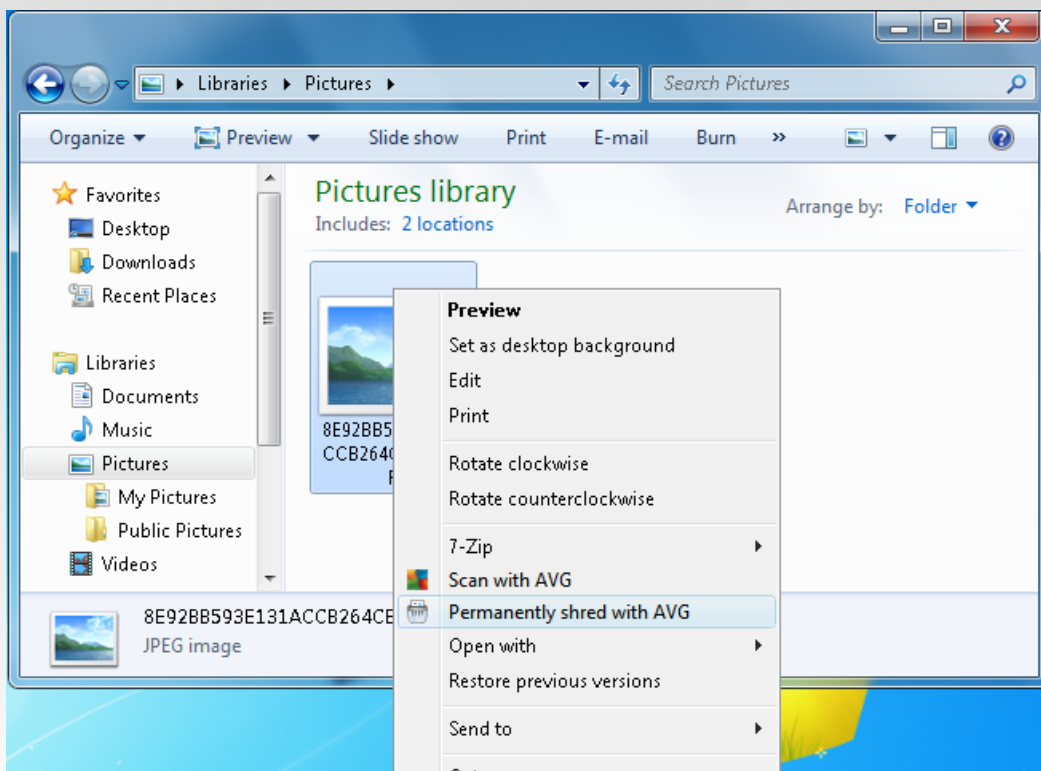 Libraries Pictures
Search Pictures
Organize Preview Slide show Print E-mail Burn »
Favorites
Desktop
Downloads
Recent Places
Libraries
Documents
Music
Pictures
My Pictures
Public Pictures
Videos
Pictures library
Includes: 2 locations
Arrange by: Folder
8E92BB5
CCB264
Preview
Set as desktop background
Edit
Print
Rotate clockwise
Rotate counterclockwise
7-Zip
Scan with AVG
Permanently shred with AVG
Open with
Restore previous versions
Send to
8E92BB593E131ACCB264CE
JPEG image